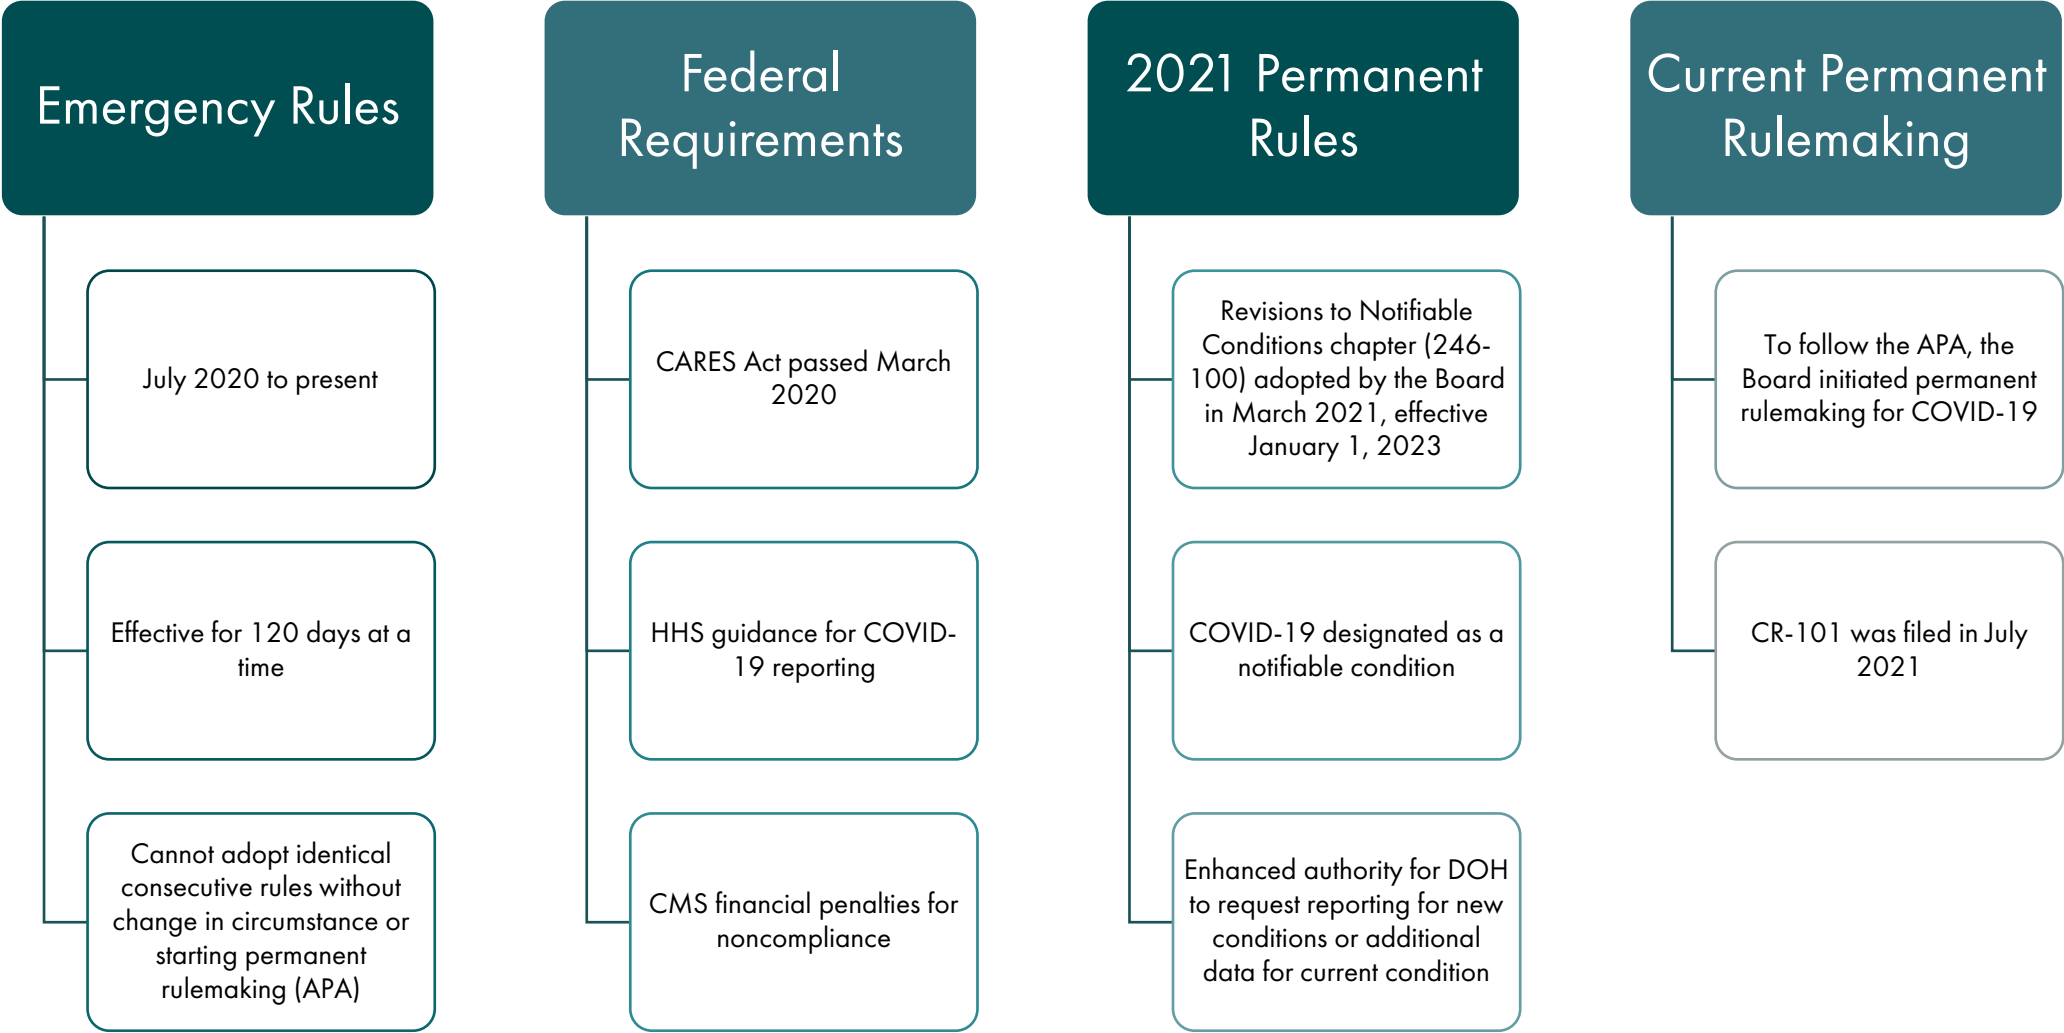 Emergency Rules
July 2020 to present
Effective for 120 days at a
time
Cannot adopt identical
consecutive rules without
change in circumstance or
starting permanent
rulemaking (APA)
Federal
Requirements
CARES Act passed March
2020
HHS guidance for COVID-
19 reporting
CMS financial penalties for
noncompliance
2021 Permanent
Rules
Revisions to Notifiable
Conditions chapter (246-
100) adopted by the Board
in March 2021, effective
January 1, 2023
COVID-19 designated as a
notifiable condition
Enhanced authority for DOH
to request reporting for new
conditions or additional
data for current condition
Current Permanent
Rulemaking
To follow the APA, the
Board initiated permanent
rulemaking for COVID-19
CR-101 was filed in July
2021